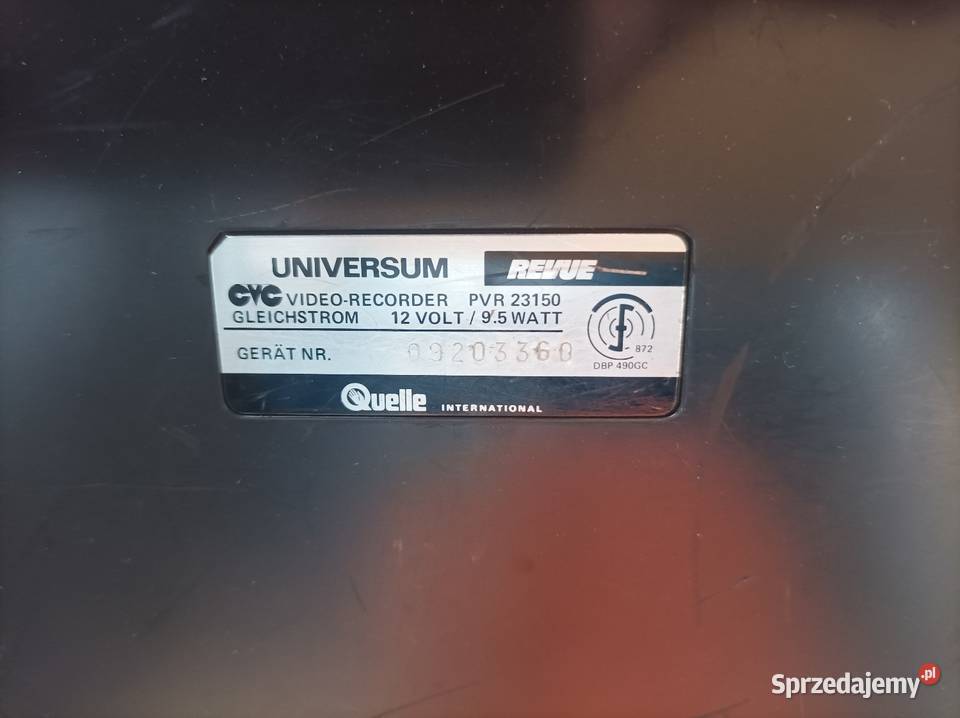 UNIVERSUM REVUE
CVC VIDEO-RECORDER PVR 23150
GLEICHSTROM 12 VOLT / 9.5 WATT
872
DBP 490GC
GERÄT NR. 09203360
Quelle INTERNATIONAL
Sprzedajemy.pl